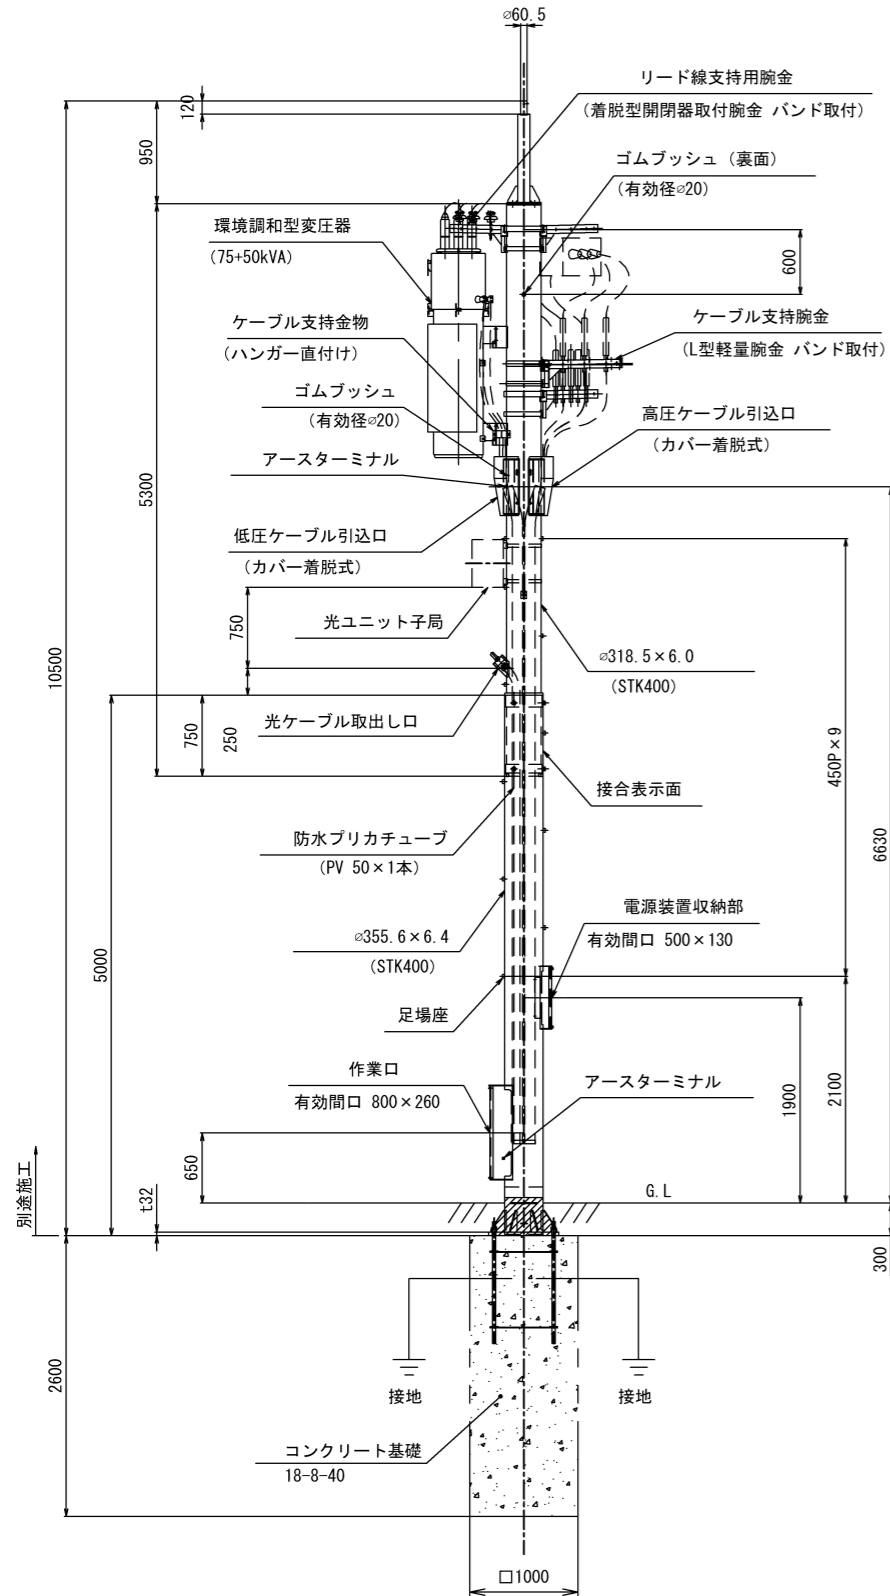 ⌀60.5
リード線支持用腕金
(着脱型開閉器取付腕金 バンド取付)
120
950
ゴムブッシュ (裏面)
(有効径⌀20)
環境調和型変圧器
(75+50kVA)
600
ケーブル支持金物
(ハンガー直付け)
ケーブル支持腕金
(L型軽量腕金 バンド取付)
ゴムブッシュ
(有効径⌀20)
高圧ケーブル引込口
(カバー着脱式)
アースターミナル
5300
低圧ケーブル引込口
(カバー着脱式)
光ユニット子局
750
10500
⌀318.5×6.0
(STK400)
光ケーブル取出し口
750
250
450P×9
接合表示面
6630
防水プリカチューブ
(PV 50×1本)
電源装置収納部
有効間口 500×130
⌀355.6×6.4
(STK400)
5000
足場座
作業口
有効間口 800×260
アースターミナル
1900
2100
650
G.L
別途施工
t32
300
2600
接地
接地
コンクリート基礎
18-8-40
□1000